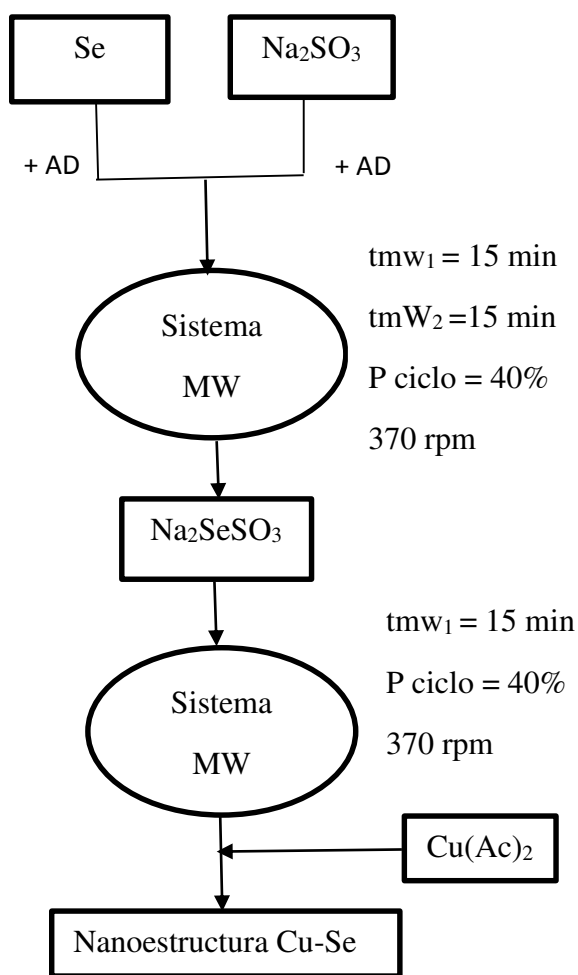 Se
Na₂SO₃
+ AD
+ AD
Sistema
MW
tmw₁ = 15 min
tmW₂ =15 min
P ciclo = 40%
370 rpm
Na₂SeSO₃
Sistema
MW
tmw₁ = 15 min
P ciclo = 40%
370 rpm
Cu(Ac)₂
Nanoestructura Cu-Se